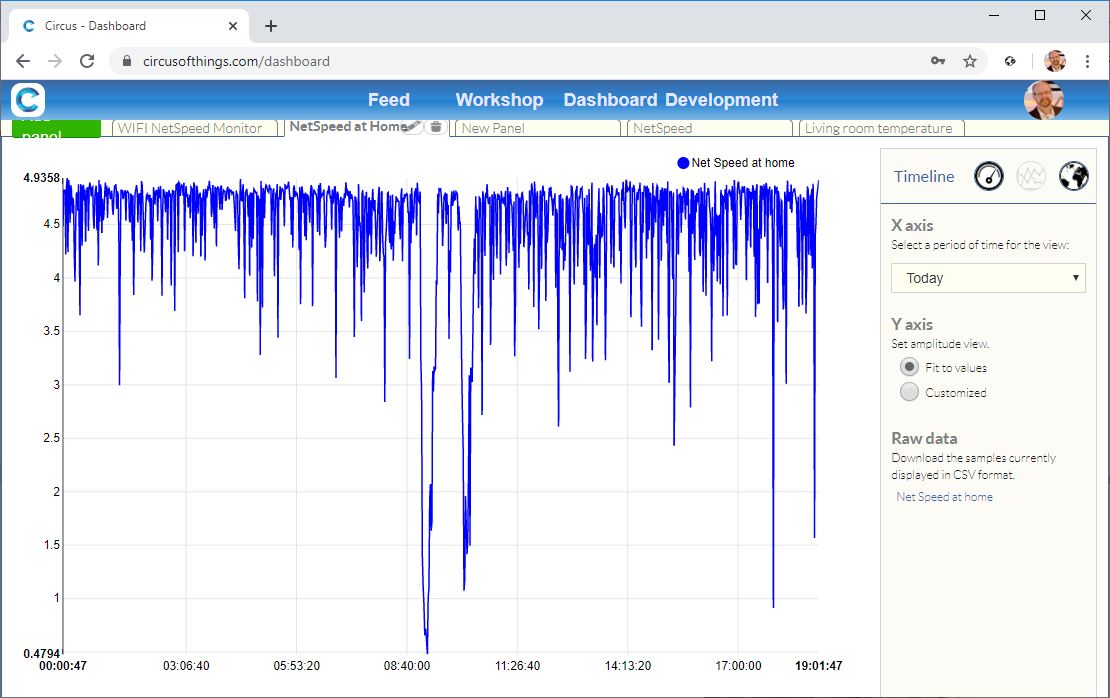 Circus - Dashboard
circusofthings.com/dashboard
Feed Workshop Dashboard Development
panel WIFI NetSpeed Monitor NetSpeed at Home New Panel NetSpeed Living room temperature
Net Speed at home
4.9358
4.5
4
3.5
3
2.5
2
1.5
1
0.4794
00:00:47 03:06:40 05:53:20 08:40:00 11:26:40 14:13:20 17:00:00 19:01:47
Timeline
X axis
Select a period of time for the view:
Today
Y axis
Set amplitude view.
Fit to values
Customized
Raw data
Download the samples currently
displayed in CSV format.
Net Speed at home